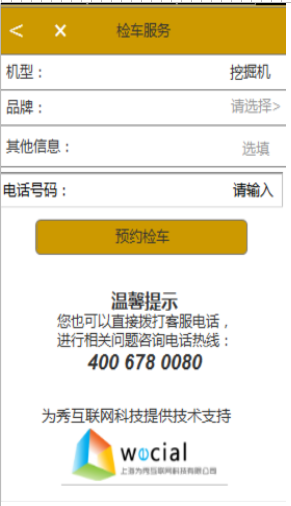 < × 检车服务
机型： 挖掘机
品牌： 请选择>
其他信息： 选填
电话号码： 请输入
预约检车
温馨提示
您也可以直接拨打客服电话，
进行相关问题咨询电话热线：
400 678 0080
为秀互联网科技提供技术支持
wecial
上海为秀互联网科技有限公司